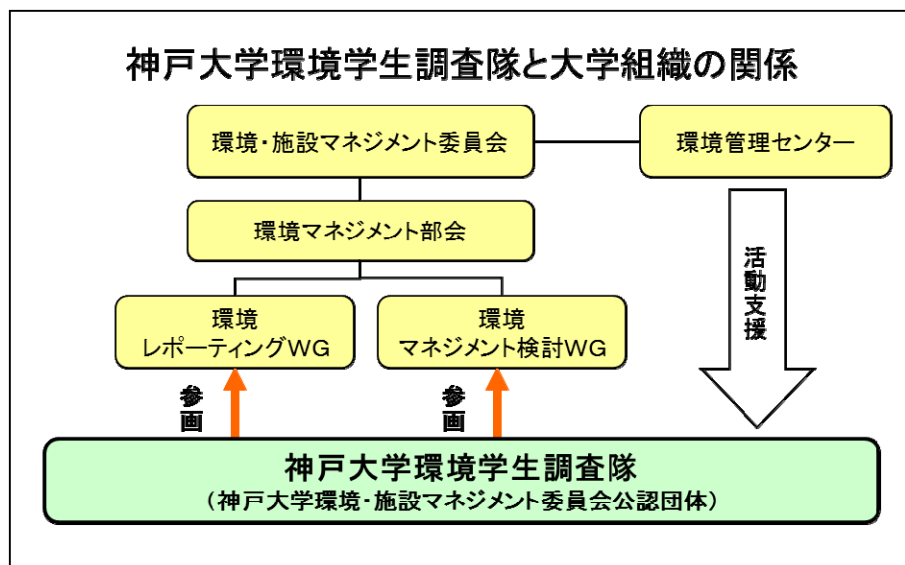 神戸大学環境学生調査隊と大学組織の関係
環境・施設マネジメント委員会
環境管理センター
環境マネジメント部会
活動支援
環境
レポーティングWG
環境
マネジメント検討WG
参画
参画
神戸大学環境学生調査隊
（神戸大学環境・施設マネジメント委員会公認団体）